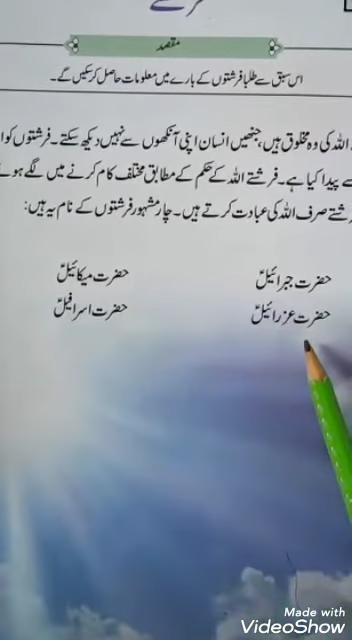 مقصد
اس سبق سے طلبا فرشتوں کے بارے میں معلومات حاصل کر سکیں گے۔
اللہ کی وہ مخلوق ہیں، جنھیں انسان اپنی آنکھوں سے نہیں دیکھ سکتے۔ فرشتوں کو
سے پیدا کیا ہے۔ فرشتے اللہ کے حکم کے مطابق مختلف کام کرنے میں لگے
صرف اللہ کی عبادت کرتے ہیں۔ چار مشہور فرشتوں کے نام یہ ہیں:
حضرت جبرائیلؑ حضرت میکائیلؑ
حضرت عزرائیلؑ حضرت اسرافیلؑ
Made with
VideoShow